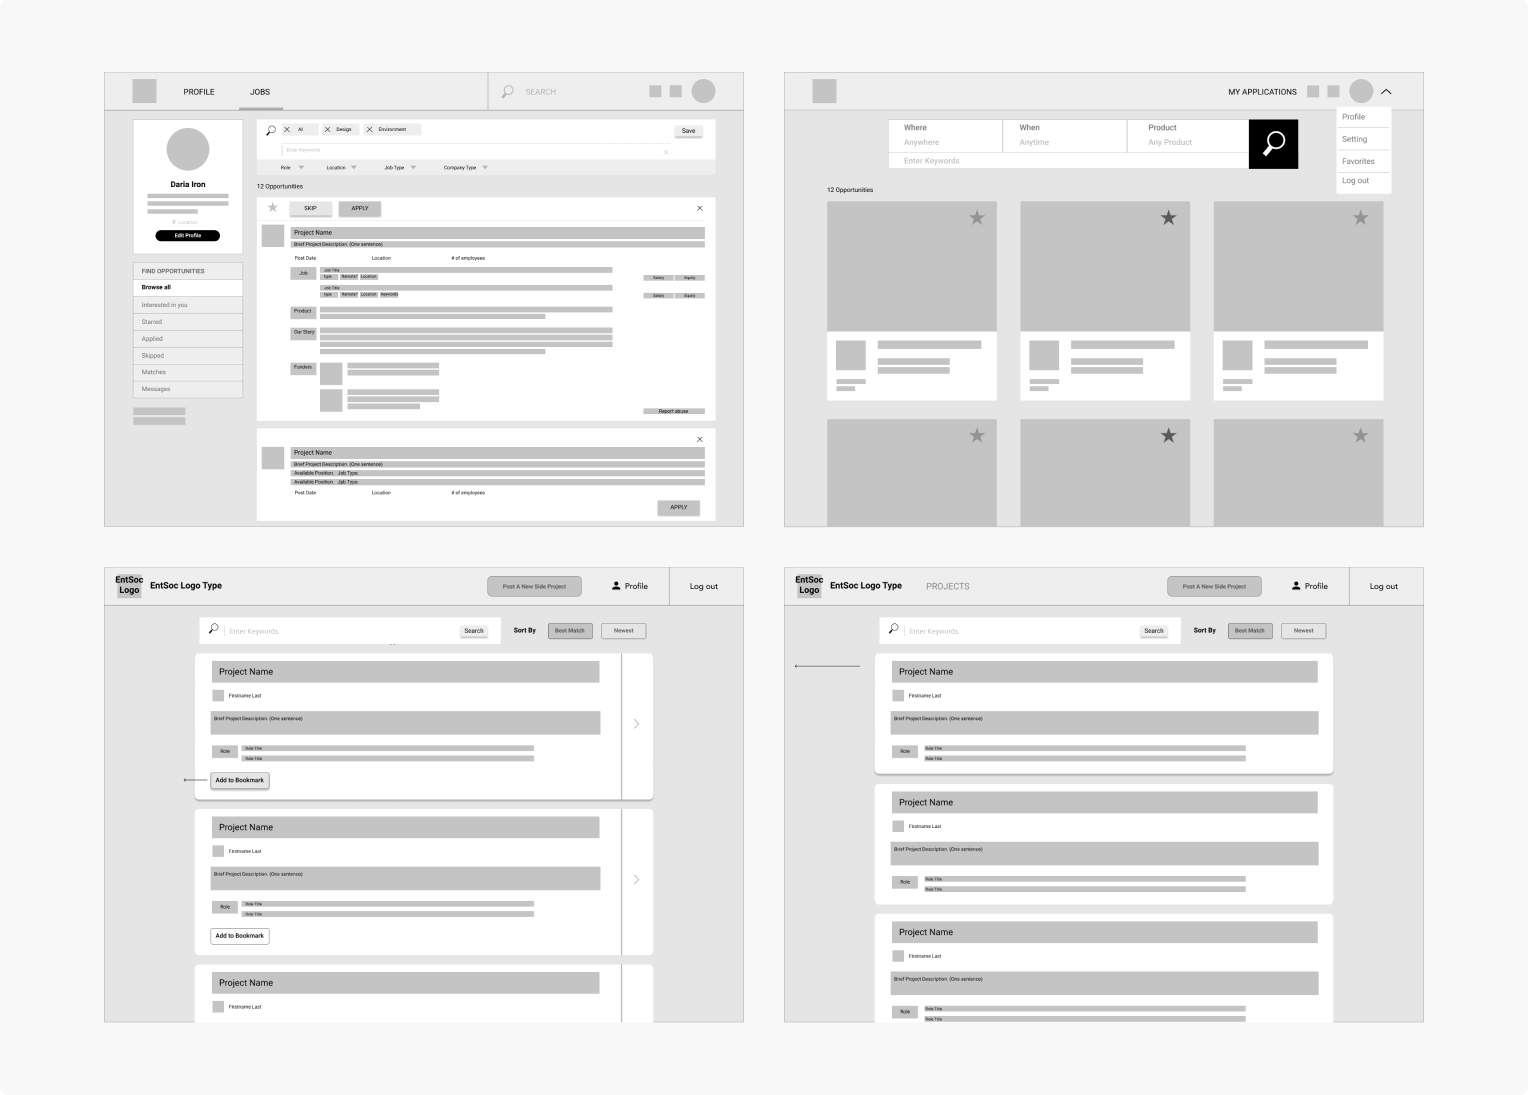 PROFILE JOBS SEARCH
AI Design Environment Save
Enter Keywords
Role Location Job Type Company Type
Daria Iron
Location
Edit Profile
FIND OPPORTUNITIES
Browse all
Interested in you
Starred
Applied
Skipped
Matches
Messages
12 Opportunities
SKIP APPLY
Project Name
Brief Project Description. (One sentence)
Post Date Location # of employees
Job Job Title
type Remote? Location Salary Equity
Job Title
type Remote? Location Keywords Salary Equity
Product
Our Story
Funders
Report abuse
Project Name
Brief Project Description. (One sentence)
Available Position. Job Type.
Available Position. Job Type.
Post Date Location # of employees
APPLY
MY APPLICATIONS
Profile
Setting
Favorites
Log out
Where When Product
Anywhere Anytime Any Product
Enter Keywords
12 Opportunities
EntSoc
Logo
EntSoc Logo Type Post A New Side Project Profile Log out
Enter Keywords Search Sort By Best Match Newest
Project Name
Firstname Last
Brief Project Description. (One sentence)
Role Role Title
Role Title
Add to Bookmark
Project Name
Firstname Last
Brief Project Description. (One sentence)
Role Role Title
Role Title
Add to Bookmark
Project Name
Firstname Last
EntSoc
Logo
EntSoc Logo Type PROJECTS Post A New Side Project Profile Log out
Enter Keywords Search Sort By Best Match Newest
Project Name
Firstname Last
Brief Project Description. (One sentence)
Role Role Title
Role Title
Project Name
Firstname Last
Brief Project Description. (One sentence)
Role Role Title
Role Title
Project Name
Firstname Last
Brief Project Description. (One sentence)
Role Role Title
Role Title